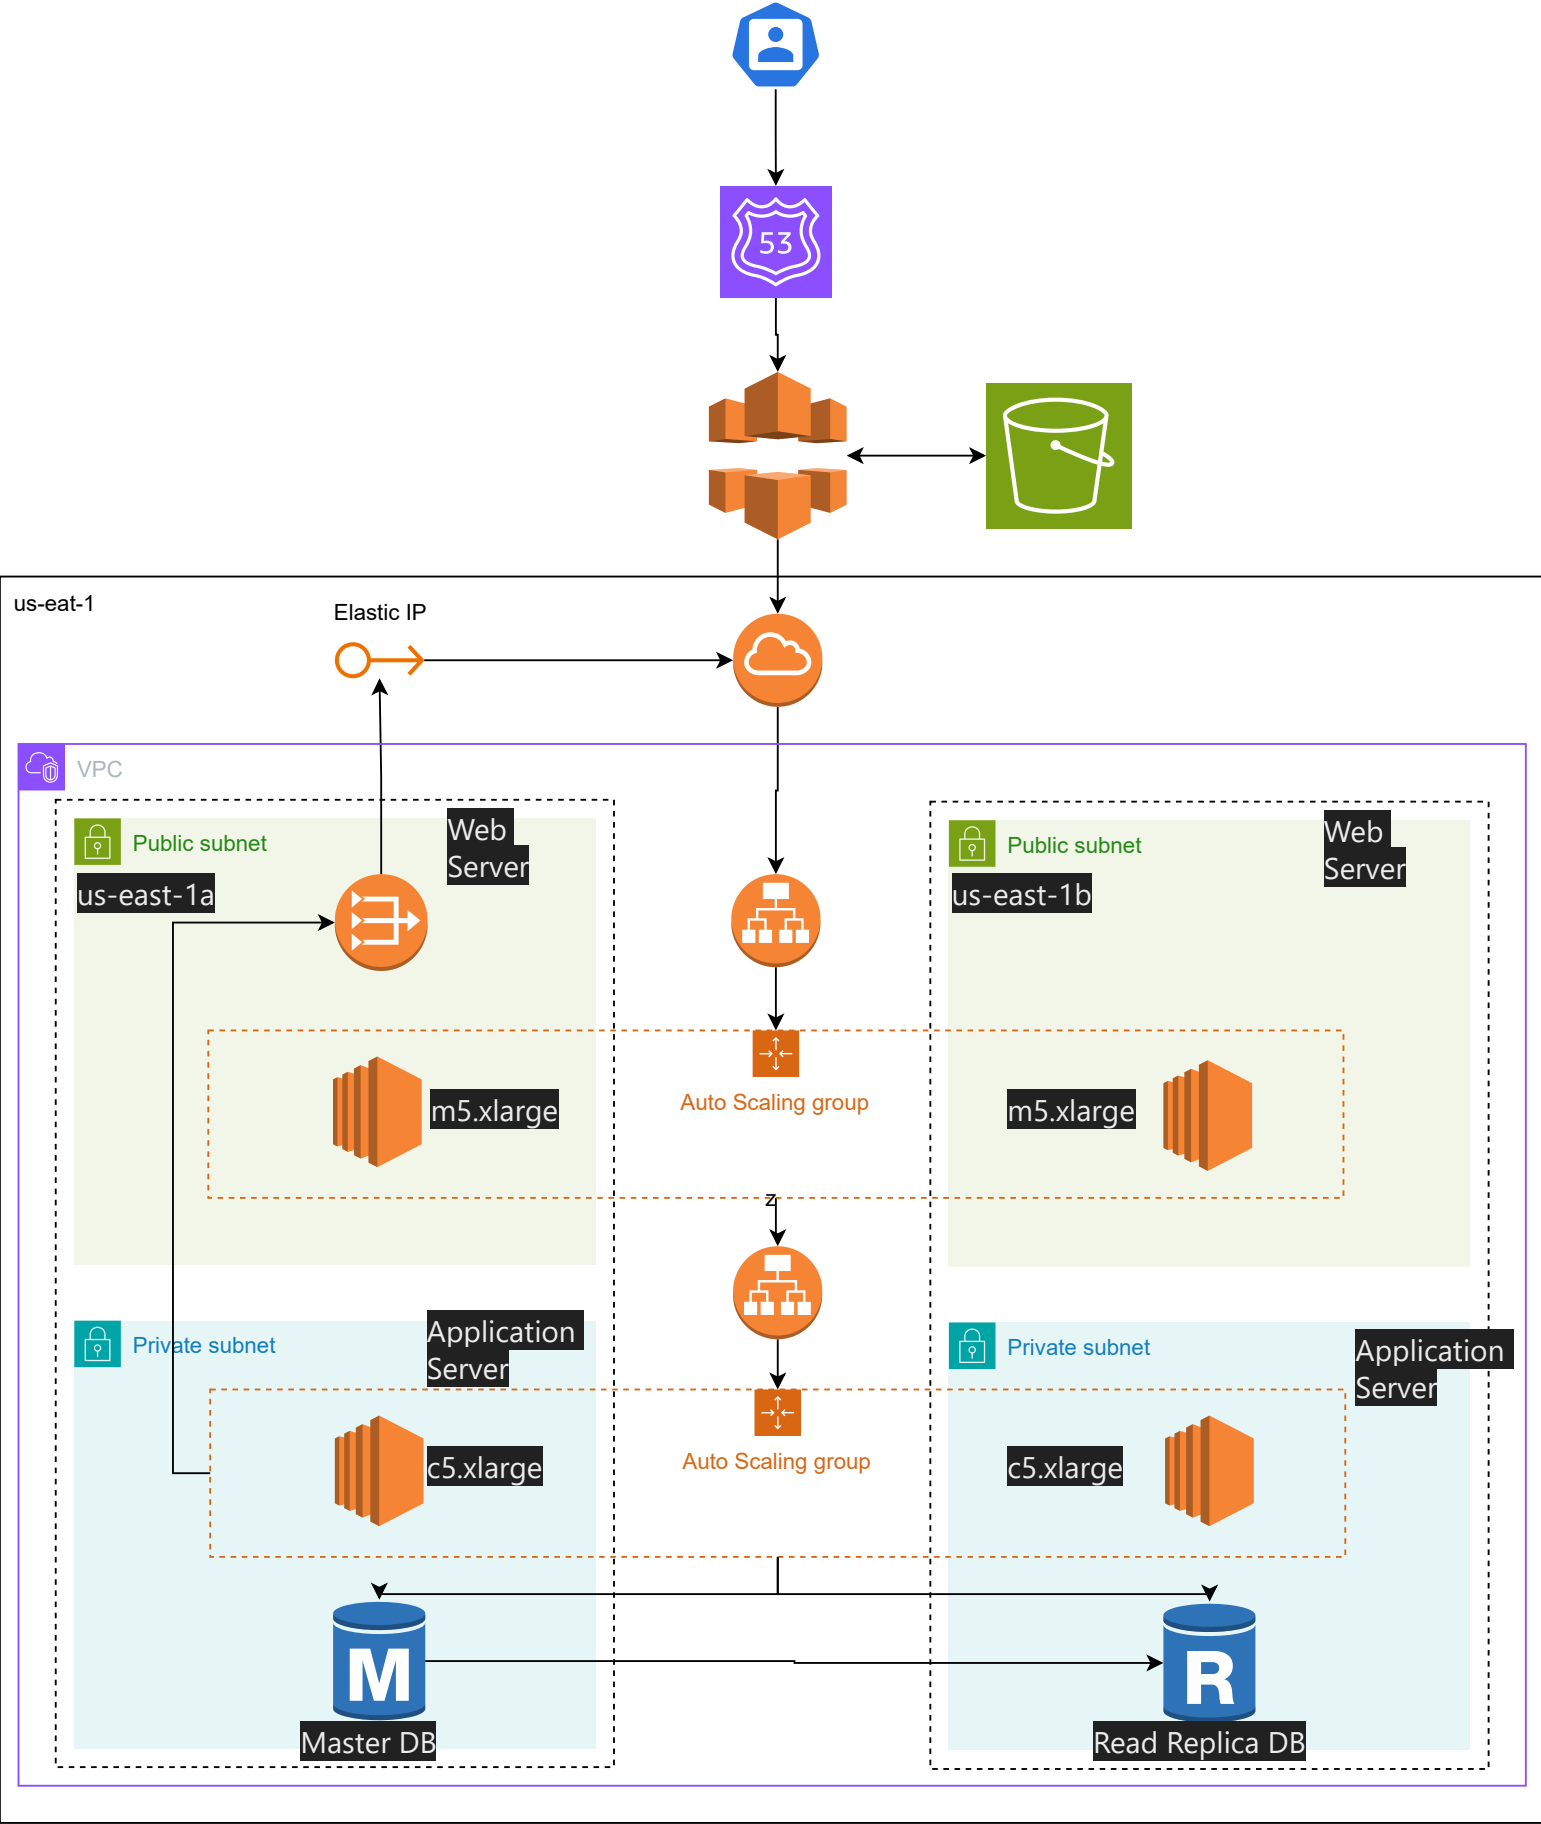 53
us-eat-1
Elastic IP
VPC
Public subnet
us-east-1a
Web
Server
Public subnet
us-east-1b
Web
Server
m5.xlarge
Auto Scaling group
m5.xlarge
z
Private subnet
Application
Server
Private subnet
Application
Server
c5.xlarge
Auto Scaling group
c5.xlarge
M
R
Master DB
Read Replica DB